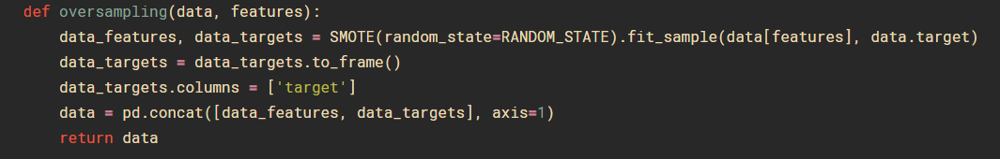 def oversampling(data, features):
    data_features, data_targets = SMOTE(random_state=RANDOM_STATE).fit_sample(data[features], data.target)
    data_targets = data_targets.to_frame()
    data_targets.columns = ['target']
    data = pd.concat([data_features, data_targets], axis=1)
    return data